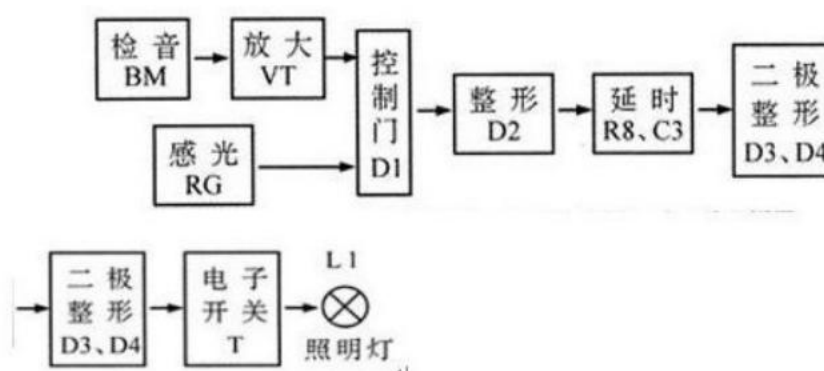 检音
BM
放大
VT
控制门
D1
感光
RG
整形
D2
延时
R8、C3
二极
整形
D3、D4
二极
整形
D3、D4
电子
开关
T
L1
照明灯